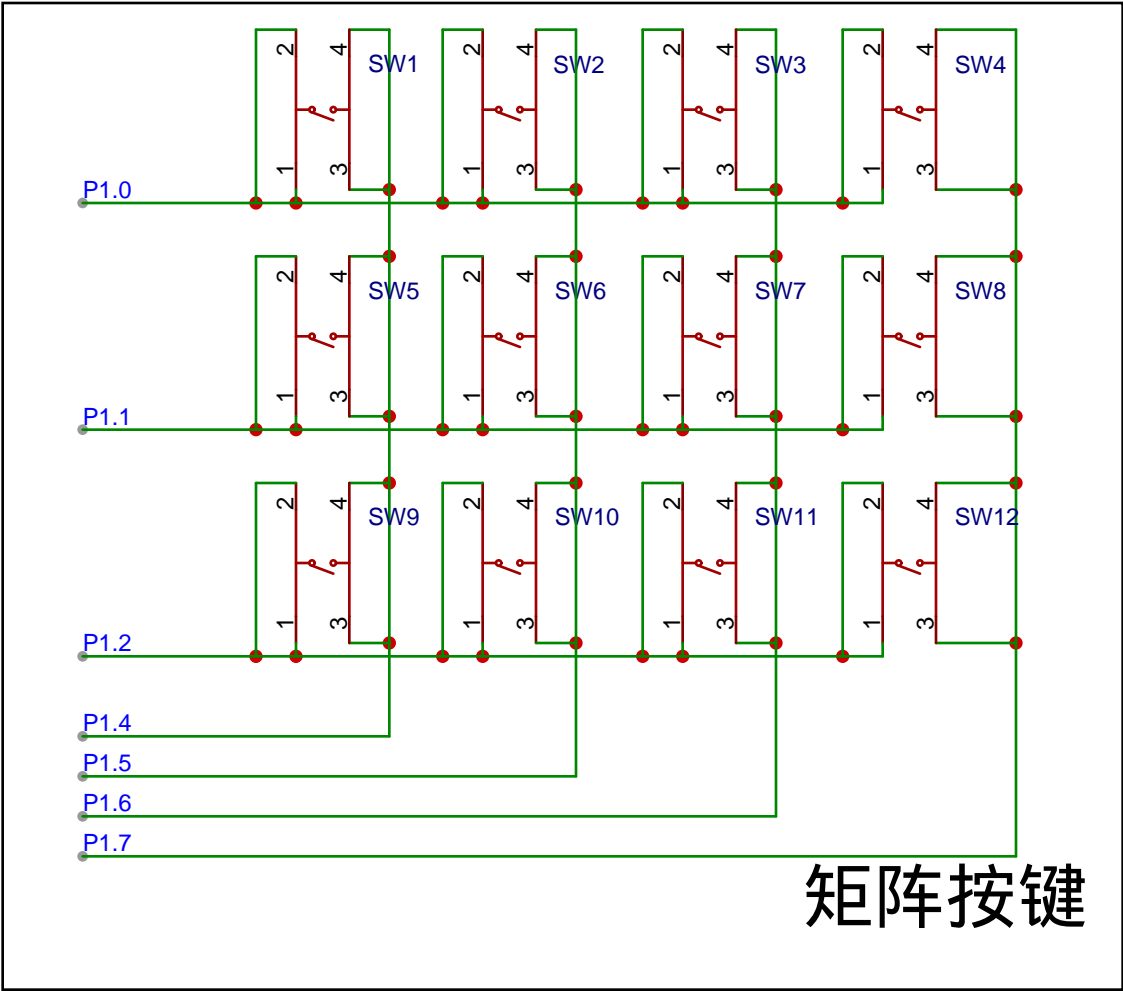 2 4 SW1 2 4 SW2 2 4 SW3 2 4 SW4
1 3 1 3 1 3 1 3
P1.0
2 4 SW5 2 4 SW6 2 4 SW7 2 4 SW8
1 3 1 3 1 3 1 3
P1.1
2 4 SW9 2 4 SW10 2 4 SW11 2 4 SW12
1 3 1 3 1 3 1 3
P1.2
P1.4
P1.5
P1.6
P1.7
矩阵按键